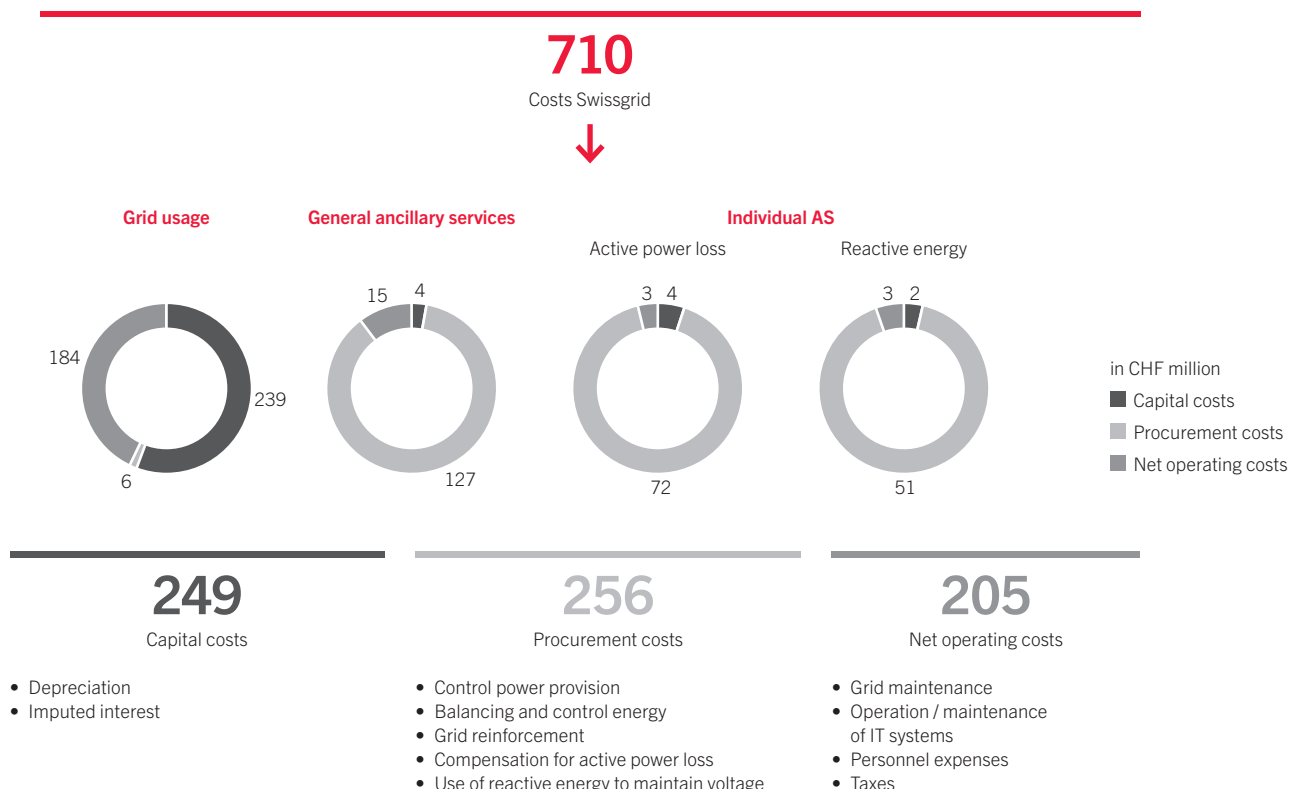 710
Costs Swissgrid
Grid usage
General ancillary services
Individual AS
Active power loss
Reactive energy
184
239
6
15
4
127
3
4
72
3
2
51
in CHF million
Capital costs
Procurement costs
Net operating costs
249
Capital costs
• Depreciation
• Imputed interest
256
Procurement costs
• Control power provision
• Balancing and control energy
• Grid reinforcement
• Compensation for active power loss
• Use of reactive energy to maintain voltage
205
Net operating costs
• Grid maintenance
• Operation / maintenance
of IT systems
• Personnel expenses
• Taxes